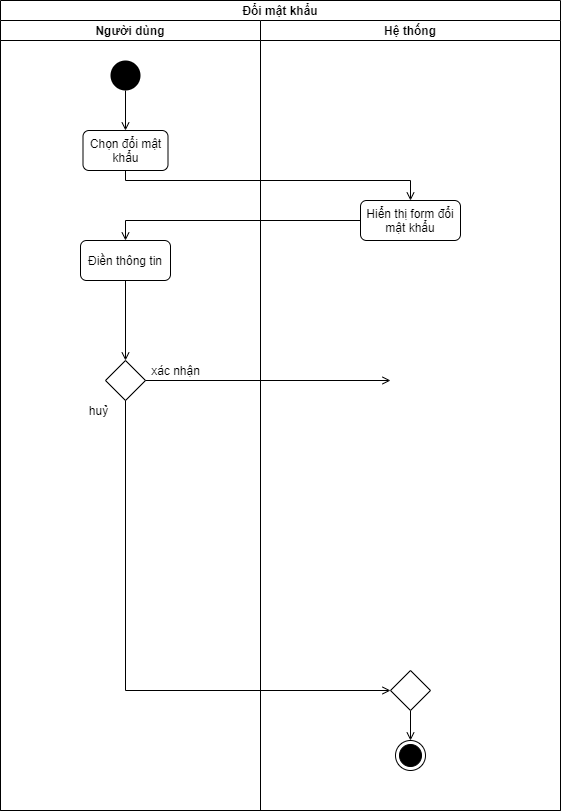 Đổi mật khẩu
Người dùng
Hệ thống
Chọn đổi mật
khẩu
Hiển thị form đổi
mật khẩu
Điền thông tin
xác nhận
huỷ